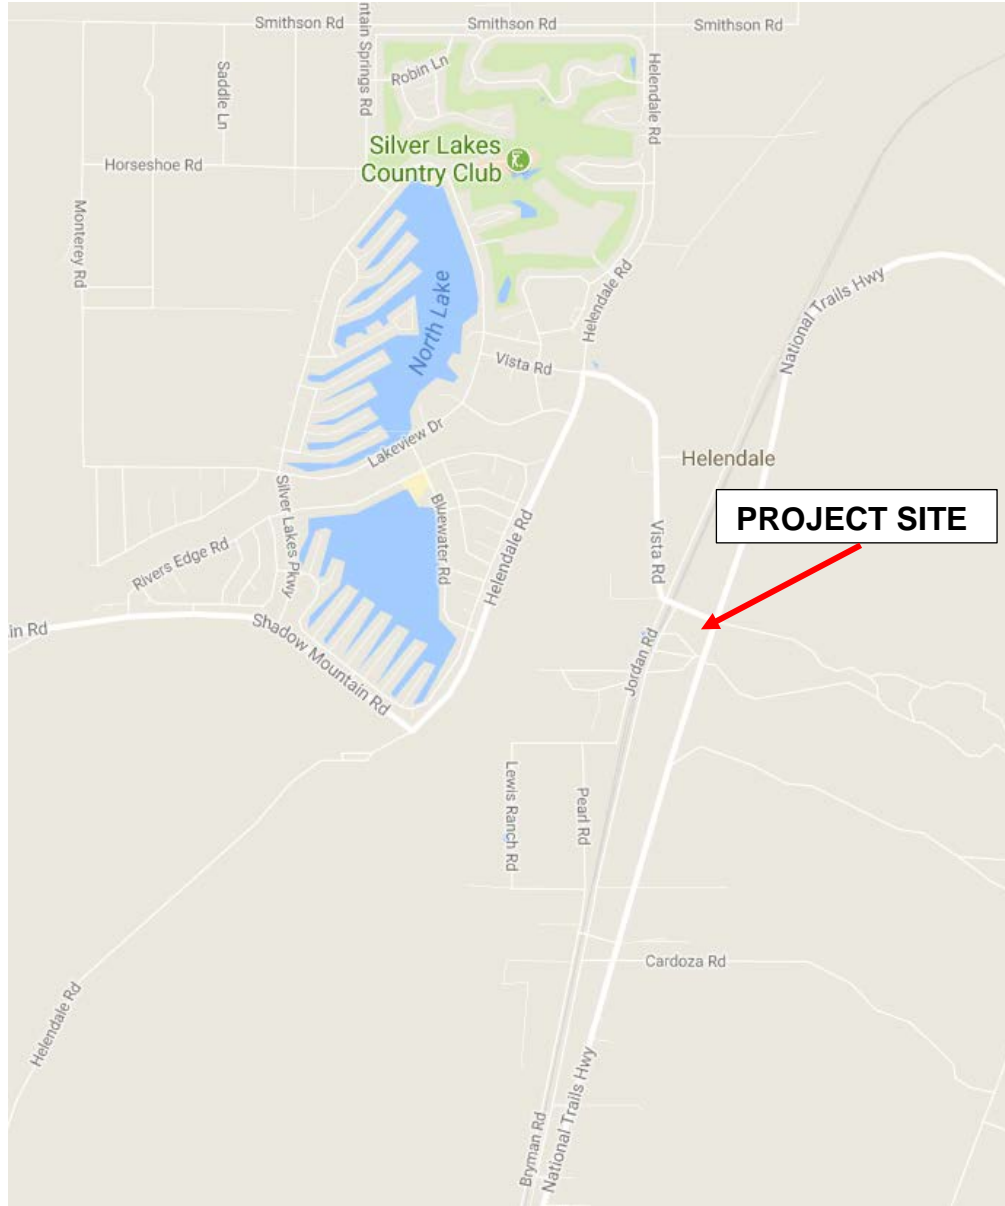 Smithson Rd
Smithson Rd
Smithson Rd
ntain Springs Rd
Robin Ln
Saddle Ln
Helendale Rd
Silver Lakes
Country Club
Horseshoe Rd
Monterey Rd
North Lake
Helendale Rd
National Trails Hwy
Vista Rd
Lakeview Dr
Helendale
Silver Lakes Pkwy
Bluewater Rd
PROJECT SITE
Vista Rd
Helendale Rd
Rivers Edge Rd
in Rd
Shadow Mountain Rd
Jordan Rd
Lewis Ranch Rd
Pearl Rd
Cardoza Rd
Helendale Rd
National Trails Hwy
Bryman Rd